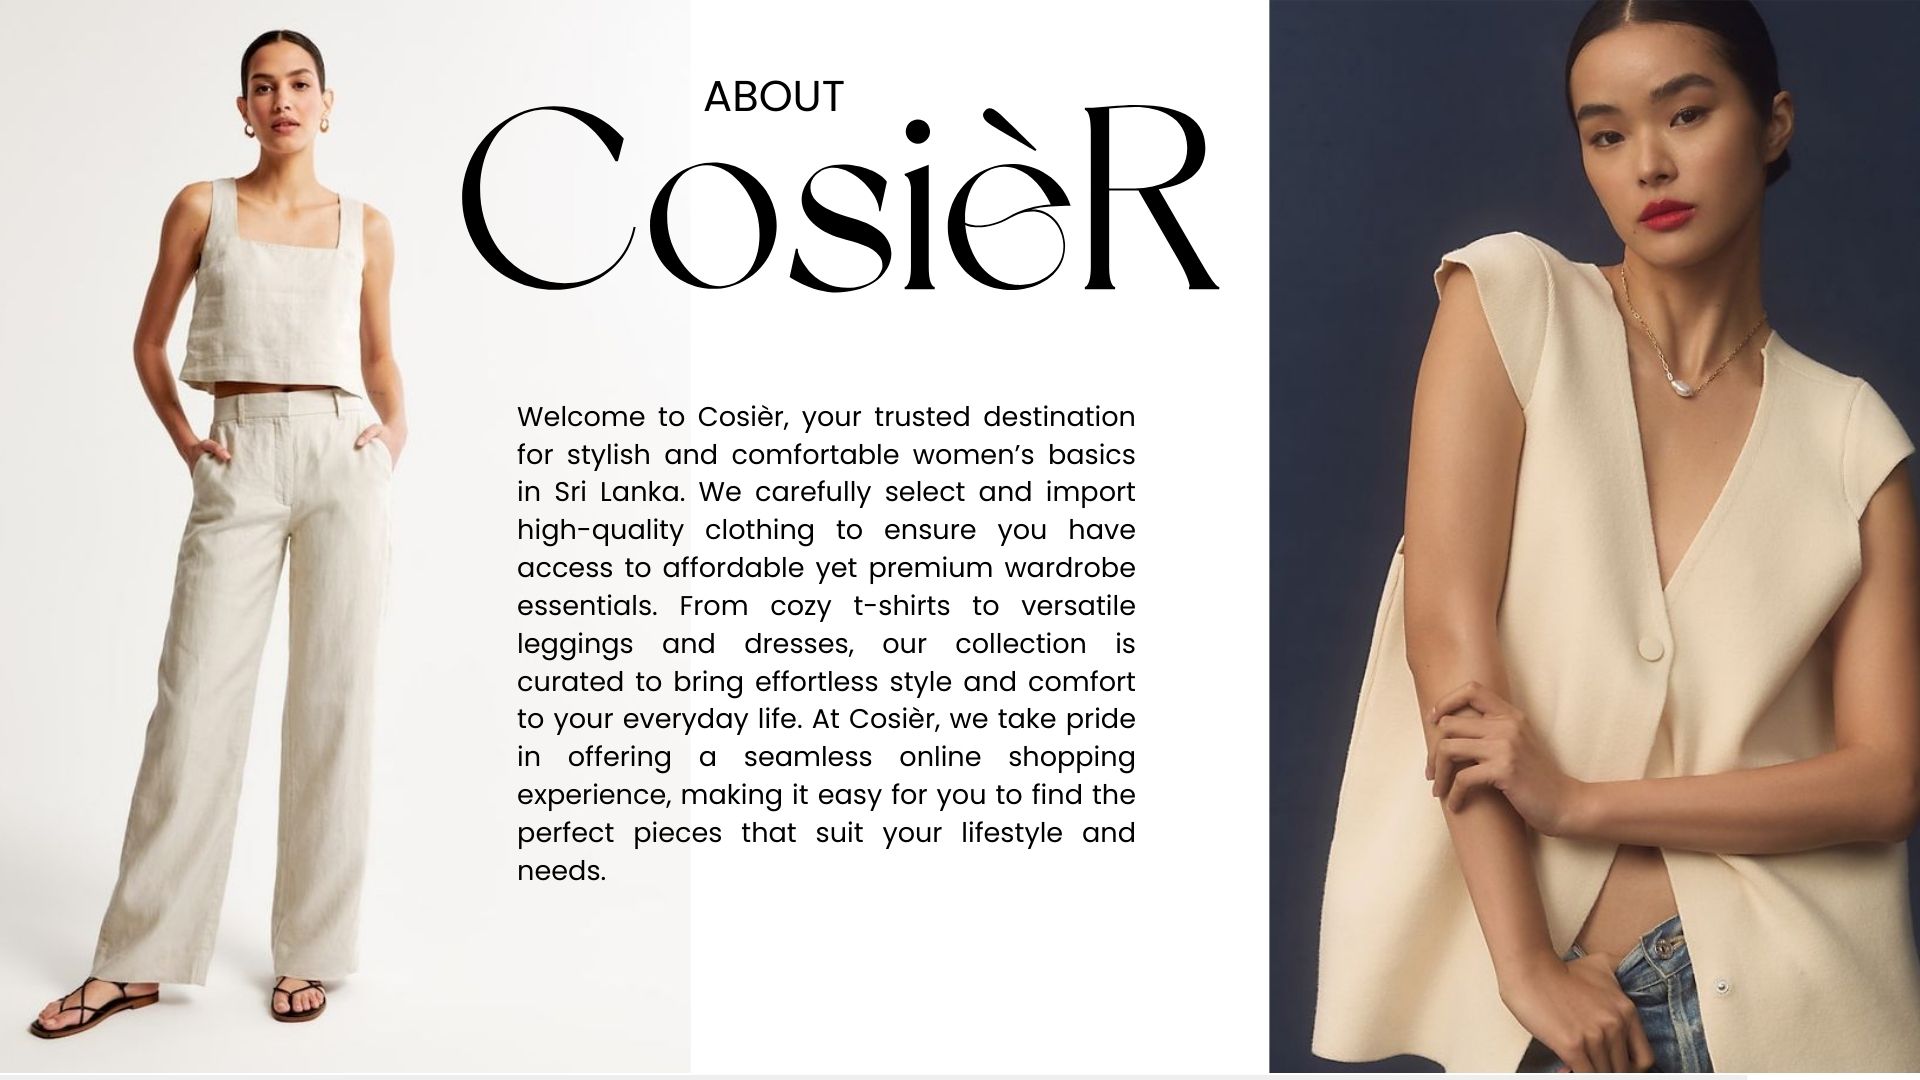 ABOUT
CosièR
Welcome to Cosièr, your trusted destination
for stylish and comfortable women’s basics
in Sri Lanka. We carefully select and import
high-quality clothing to ensure you have
access to affordable yet premium wardrobe
essentials. From cozy t-shirts to versatile
leggings and dresses, our collection is
curated to bring effortless style and comfort
to your everyday life. At Cosièr, we take pride
in offering a seamless online shopping
experience, making it easy for you to find the
perfect pieces that suit your lifestyle and
needs.